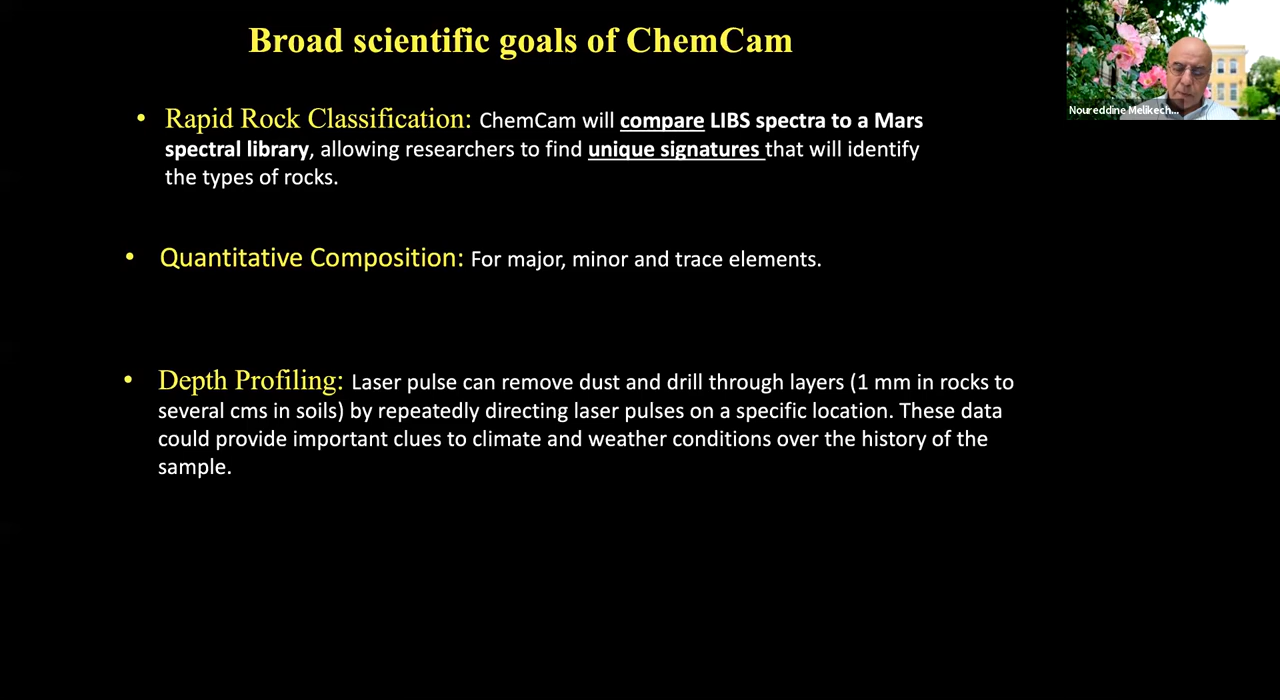 Broad scientific goals of ChemCam
Noureddine Melikech...
• Rapid Rock Classification: ChemCam will compare LIBS spectra to a Mars
spectral library, allowing researchers to find unique signatures that will identify
the types of rocks.
• Quantitative Composition: For major, minor and trace elements.
• Depth Profiling: Laser pulse can remove dust and drill through layers (1 mm in rocks to
several cms in soils) by repeatedly directing laser pulses on a specific location. These data
could provide important clues to climate and weather conditions over the history of the
sample.